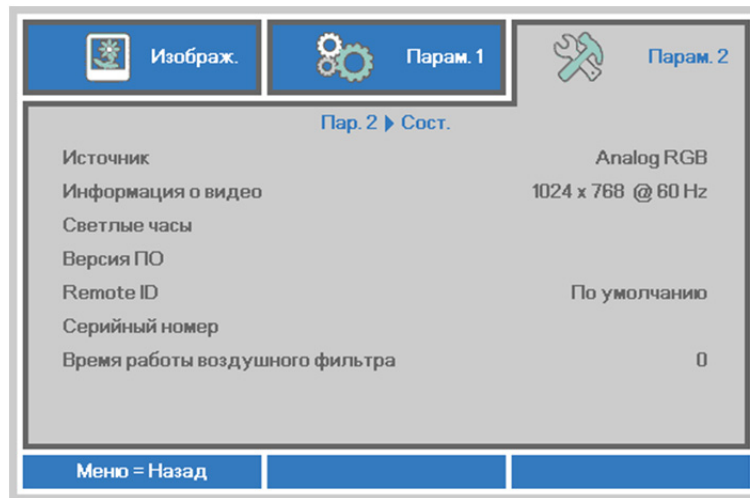 Изображ. Парам. 1 Парам. 2
Пар. 2 Сост.
Источник Analog RGB
Информация о видео 1024 x 768 @ 60 Hz
Светлые часы
Версия ПО
Remote ID По умолчанию
Серийный номер
Время работы воздушного фильтра 0
Меню = Назад